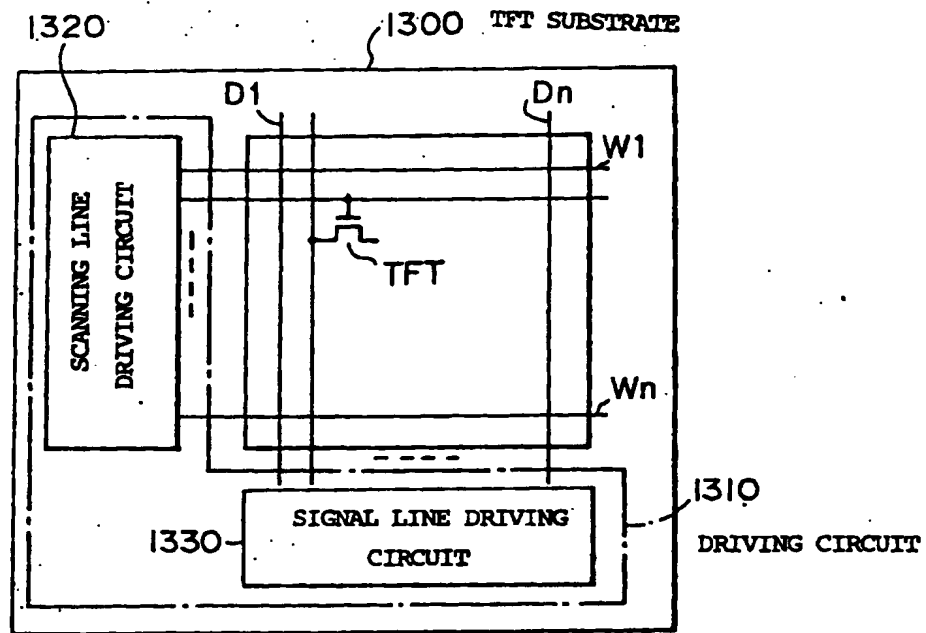 1320
1300 TFT SUBSTRATE
D1
Dn
W1
SCANNING LINE
DRIVING CIRCUIT
TFT
Wn
1310
DRIVING CIRCUIT
SIGNAL LINE DRIVING
CIRCUIT
1330